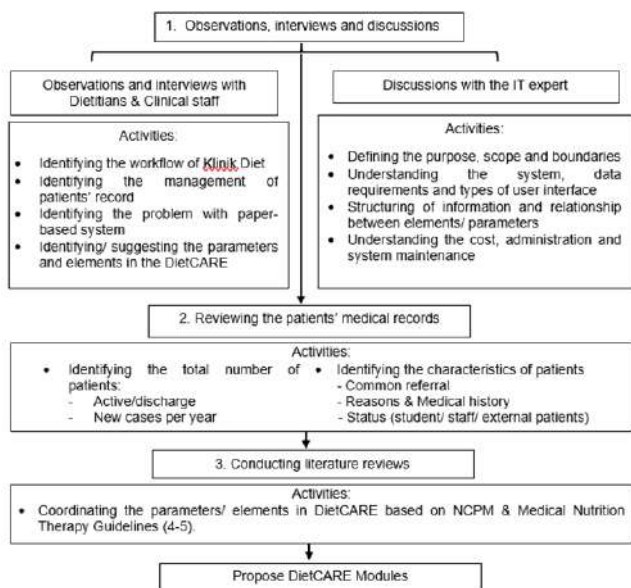 1. Observations, interviews and discussions
Observations and interviews with
Dietitians & Clinical staff
Activities:
• Identifying the workflow of Klinik Diet
• Identifying the management of
patients' record
• Identifying the problem with paper-
based system
• Identifying/ suggesting the parameters
and elements in the DietCARE
Discussions with the IT expert
Activities:
• Defining the purpose, scope and boundaries
• Understanding the system, data
requirements and types of user interface
• Structuring of information and relationship
between elements/ parameters
• Understanding the cost, administration and
system maintenance
2. Reviewing the patients' medical records
Activities:
• Identifying the total number of
patients:
- Active/discharge
- New cases per year
• Identifying the characteristics of patients
- Common referral
- Reasons & Medical history
- Status (student/ staff/ external patients)
3. Conducting literature reviews
Activities:
• Coordinating the parameters/ elements in DietCARE based on NCPM & Medical Nutrition
Therapy Guidelines (4-5).
Propose DietCARE Modules